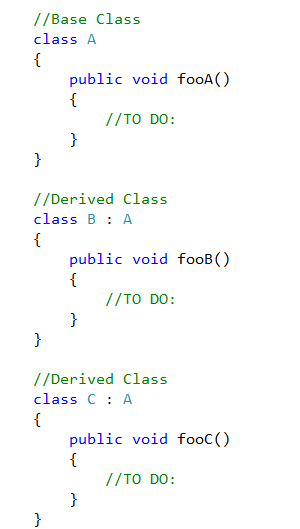 //Base Class
class A
{
    public void fooA()
    {
        //TO DO:
    }
}

//Derived Class
class B : A
{
    public void fooB()
    {
        //TO DO:
    }
}

//Derived Class
class C : A
{
    public void fooC()
    {
        //TO DO:
    }
}